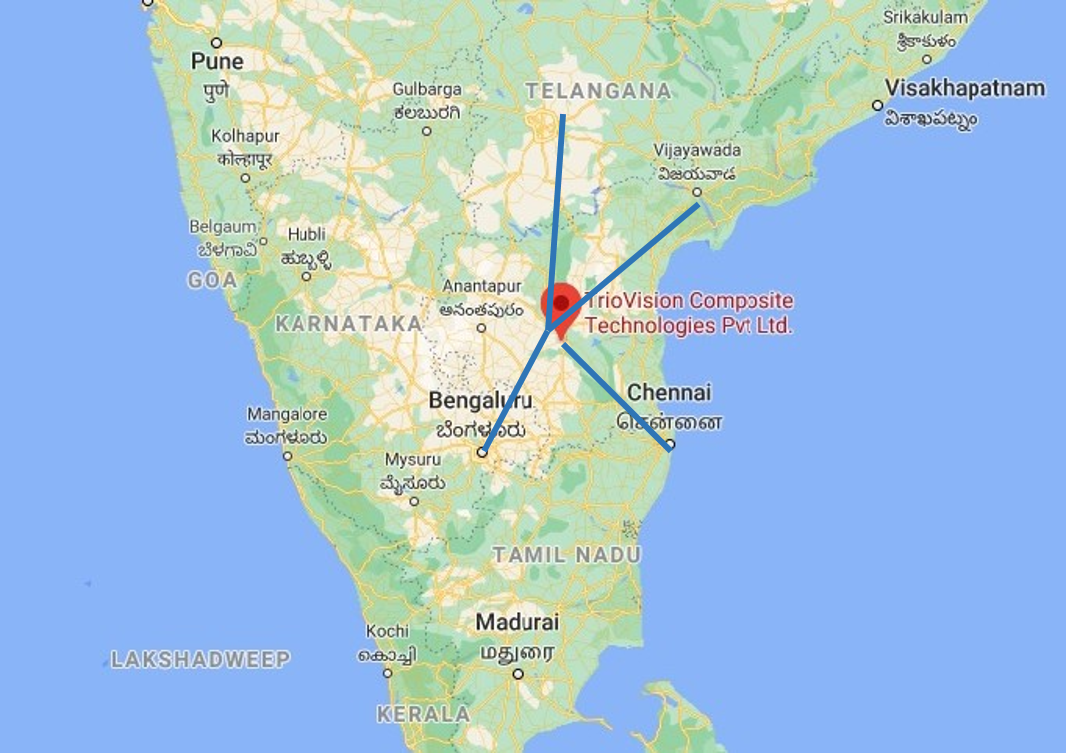 Srikakulam
శ్రీకాకుళం
Pune
पुणे
Visakhapatnam
విశాఖపట్నం
Gulbarga
ಕಲಬುರಗಿ
TELANGANA
Kolhapur
कोल्हापूर
Vijayawada
విజయవాడ
Belgaum
ಬೆಳಗಾವಿ
Hubli
ಹುಬ್ಬಳ್ಳಿ
GOA
Anantapur
అనంతపురం
TrioVision Composite
Technologies Pvt Ltd.
KARNATAKA
Bengaluru
ಬೆಂಗಳೂರು
Chennai
சென்னை
Mangalore
ಮಂಗಳೂರು
Mysuru
ಮೈಸೂರು
TAMIL NADU
Madurai
மதுரை
Kochi
കൊച്ചി
LAKSHADWEEP
KERALA